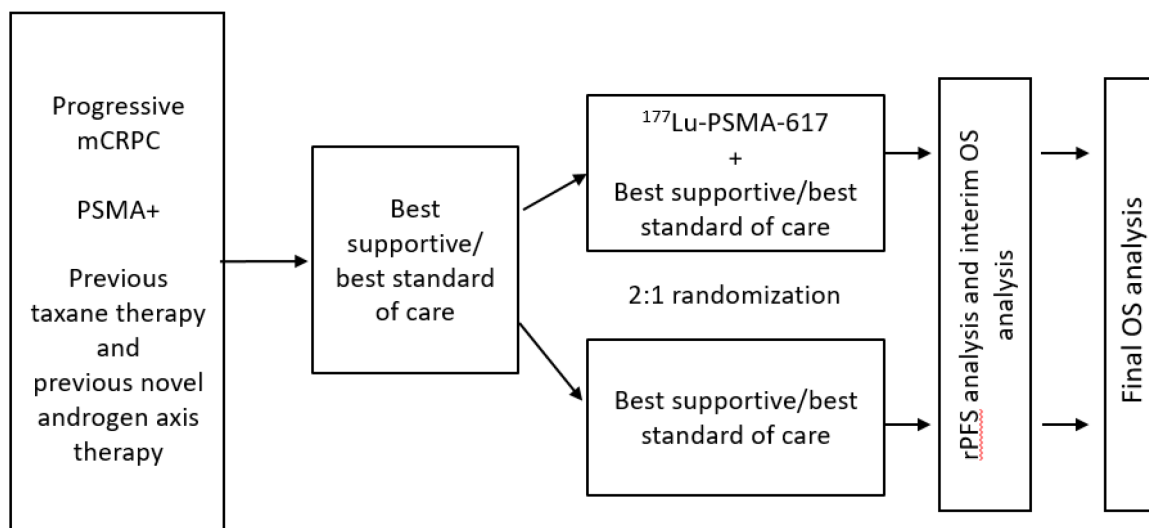 Progressive
mCRPC
PSMA+
Previous
taxane therapy
and
previous novel
androgen axis
therapy
Best
supportive/
best standard
of care
¹⁷⁷Lu-PSMA-617
+
Best supportive/best
standard of care
2:1 randomization
Best supportive/best
standard of care
rPFS analysis and interim OS
analysis
Final OS analysis